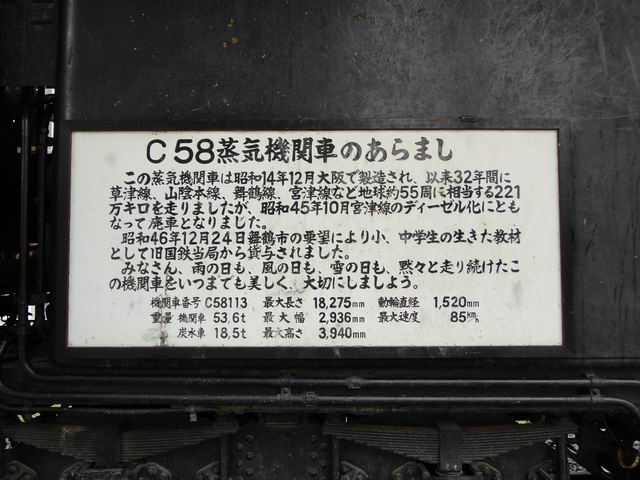 C58蒸気機関車のあらまし
この蒸気機関車は昭和14年12月大阪で製造され、以来32年間に
草津線、山陰本線、舞鶴線、宮津線など地球約55周に相当する221
万キロを走りましたが、昭和45年10月宮津線のディーゼル化にとも
なって廃車となりました。
昭和46年12月24日舞鶴市の要望により小、中学生の生きた教材
として旧国鉄当局から貸与されました。
みなさん、雨の日も、風の日も、雪の日も、黙々と走り続けたこ
の機関車をいつまでも美しく、大切にしましょう。
機関車番号 C58113 最大長さ 18,275mm 動輪直径 1,520mm
重量 機関車 53.6t 最大幅 2,936mm 最大速度 85km/h
炭水車 18,5t 最大高さ 3,940mm